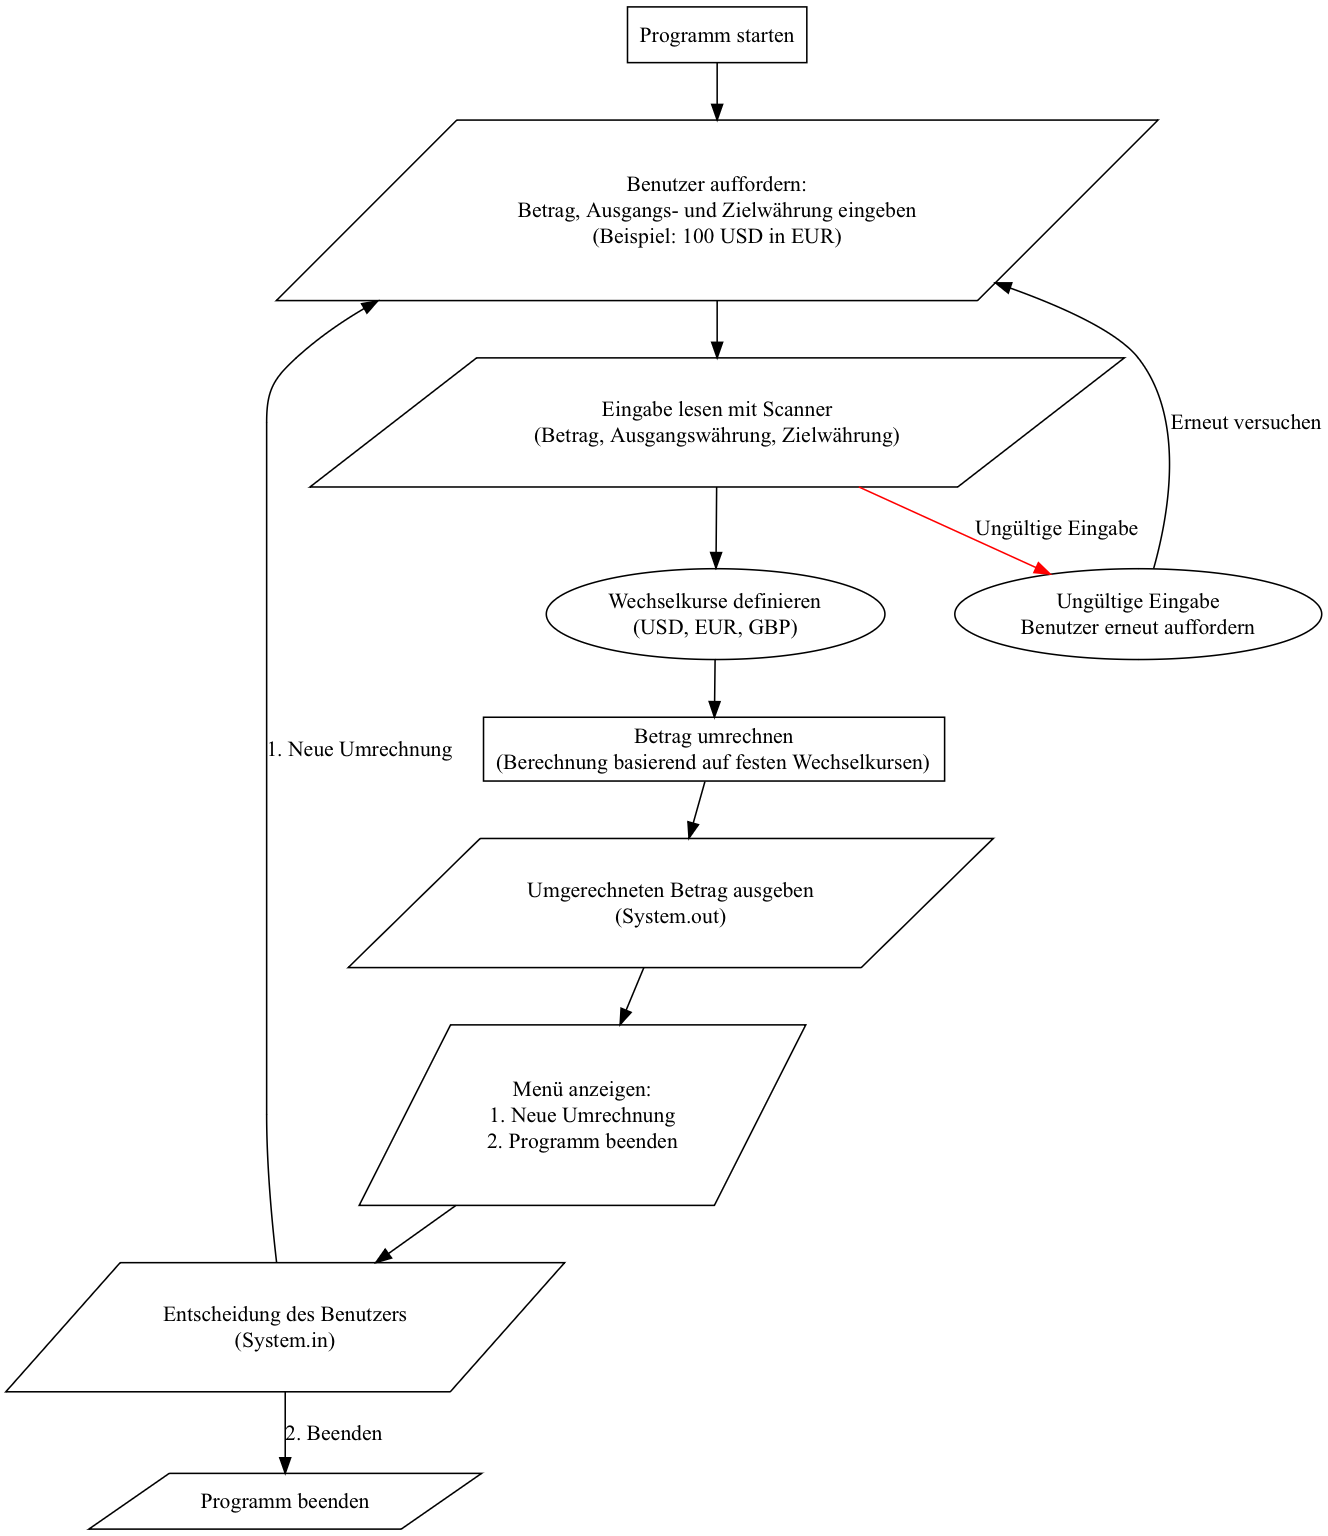 Programm starten
Benutzer auffordern:
Betrag, Ausgangs- und Zielwährung eingeben
(Beispiel: 100 USD in EUR)
Eingabe lesen mit Scanner
(Betrag, Ausgangswährung, Zielwährung)
Erneut versuchen
Ungültige Eingabe
Wechselkurse definieren
(USD, EUR, GBP)
Ungültige Eingabe
Benutzer erneut auffordern
1. Neue Umrechnung
Betrag umrechnen
(Berechnung basierend auf festen Wechselkursen)
Umgerechneten Betrag ausgeben
(System.out)
Menü anzeigen:
1. Neue Umrechnung
2. Programm beenden
Entscheidung des Benutzers
(System.in)
2. Beenden
Programm beenden